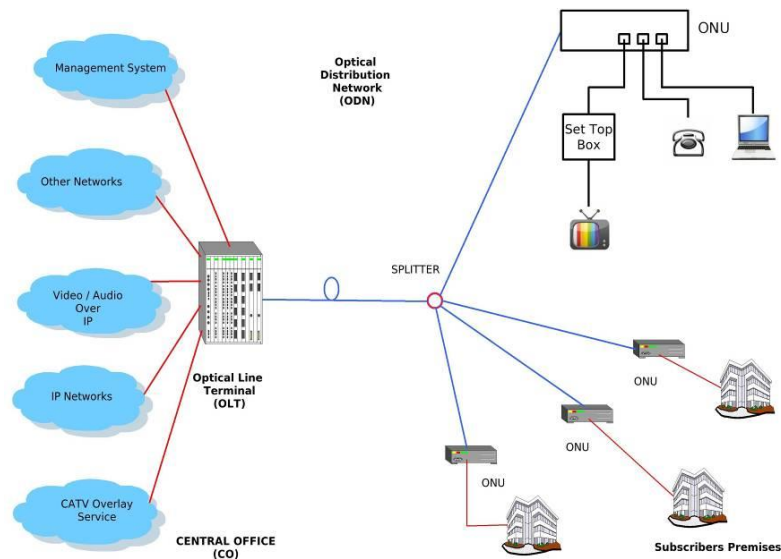 Management System
Other Networks
Video / Audio
Over
IP
IP Networks
CATV Overlay
Service
Optical Line
Terminal
(OLT)
CENTRAL OFFICE
(CO)
Optical
Distribution
Network
(ODN)
SPLITTER
ONU
Set Top
Box
ONU
ONU
ONU
Subscribers Premises